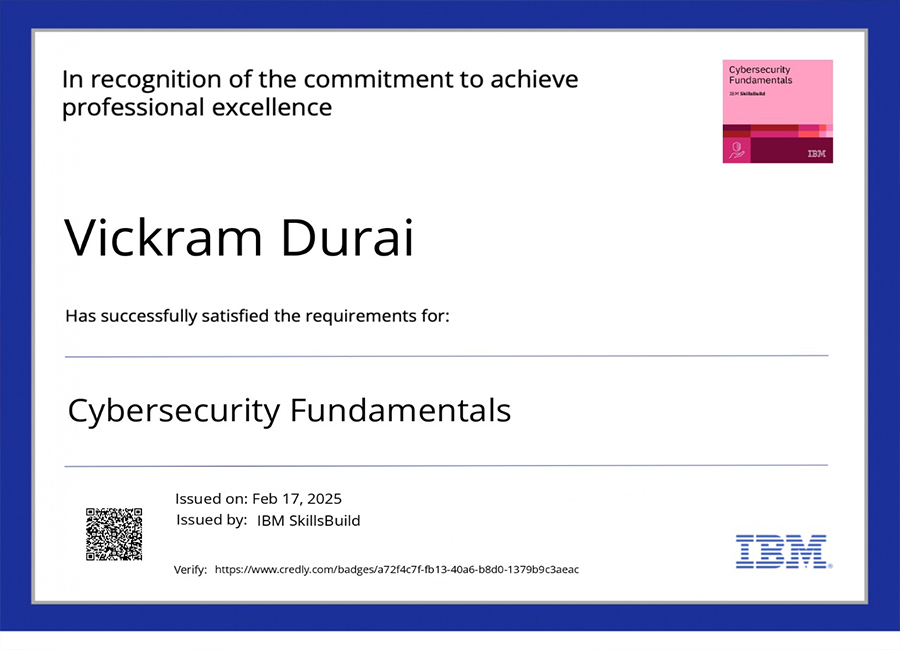 In recognition of the commitment to achieve
professional excellence
Cybersecurity
Fundamentals
IBM SkillsBuild
IBM
Vickram Durai
Has successfully satisfied the requirements for:
Cybersecurity Fundamentals
Issued on: Feb 17, 2025
Issued by: IBM SkillsBuild
Verify: https://www.credly.com/badges/a72f4c7f-fb13-40a6-b8d0-1379b9c3aeac
IBM®